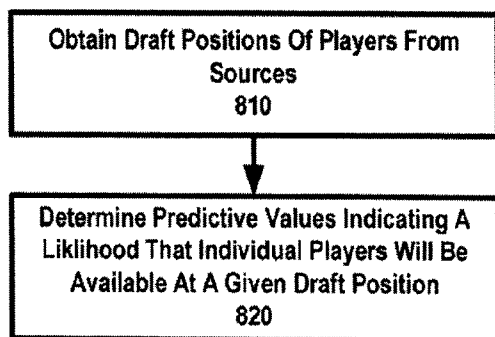 Obtain Draft Positions Of Players From
Sources
810
Determine Predictive Values Indicating A
Liklihood That Individual Players Will Be
Available At A Given Draft Position
820